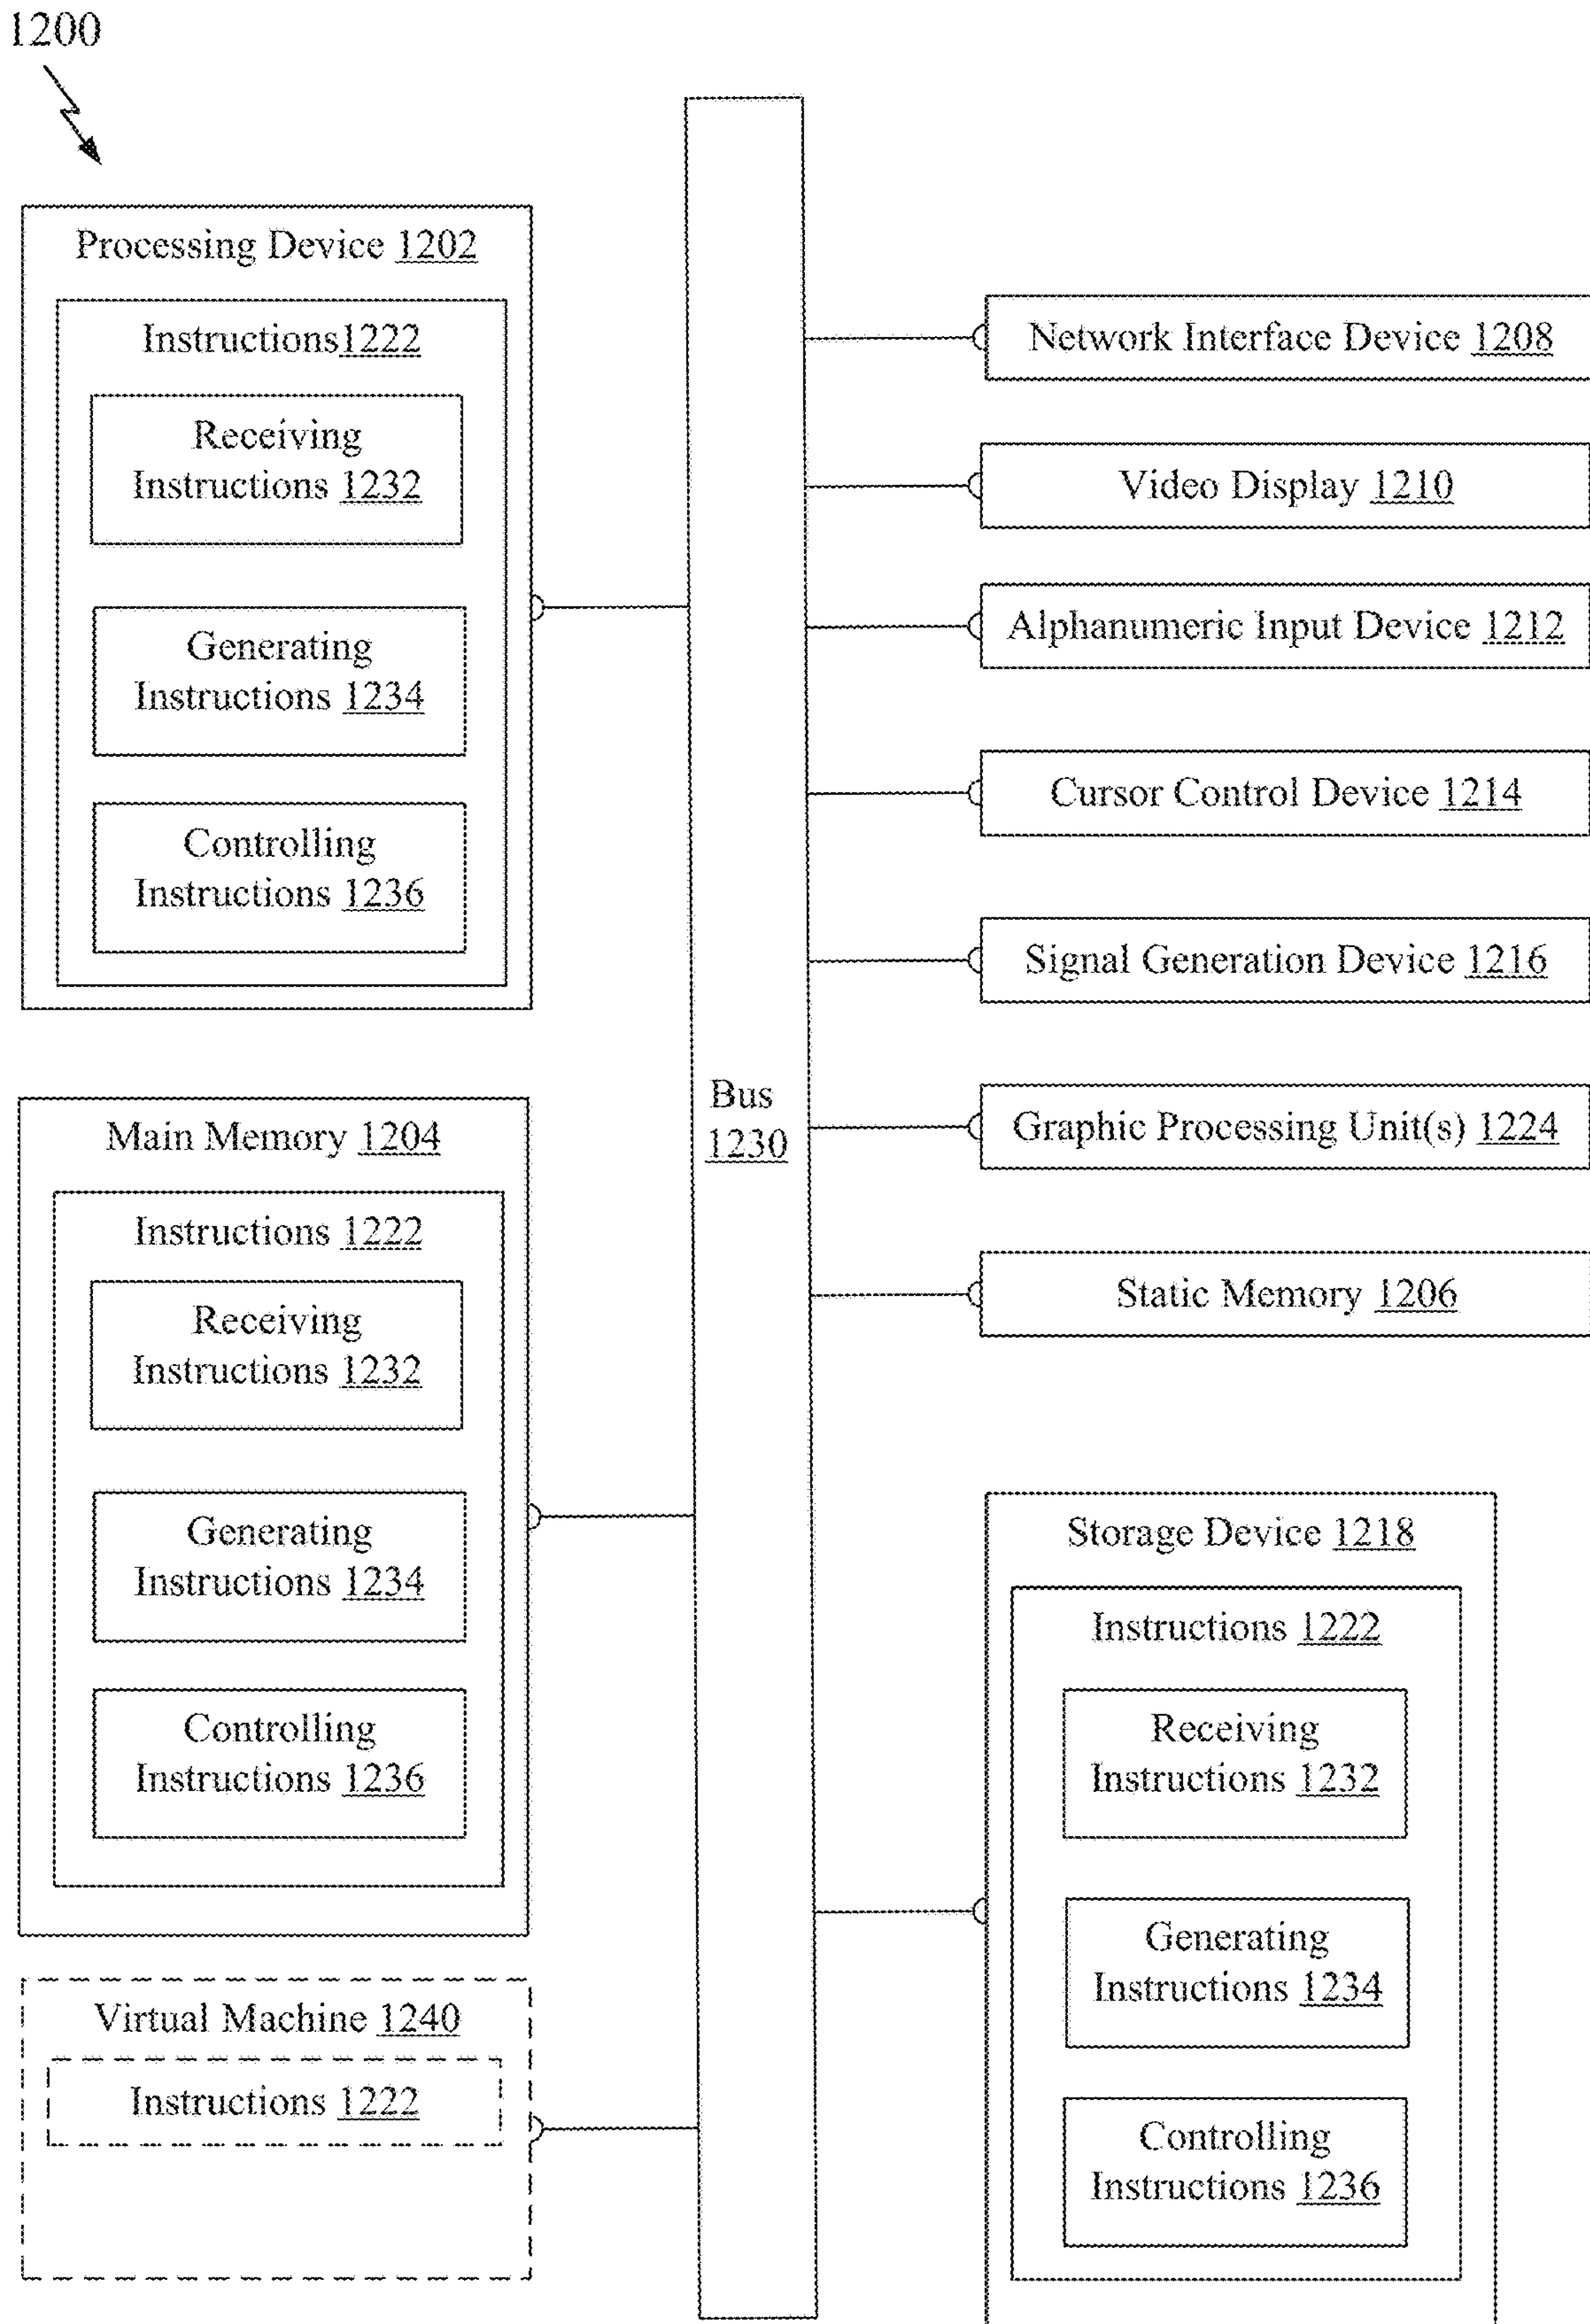 1200
Processing Device 1202
Instructions1222
Receiving
Instructions 1232
Generating
Instructions 1234
Controlling
Instructions 1236
Main Memory 1204
Instructions 1222
Receiving
Instructions 1232
Generating
Instructions 1234
Controlling
Instructions 1236
Virtual Machine 1240
Instructions 1222
Bus
1230
Network Interface Device 1208
Video Display 1210
Alphanumeric Input Device 1212
Cursor Control Device 1214
Signal Generation Device 1216
Graphic Processing Unit(s) 1224
Static Memory 1206
Storage Device 1218
Instructions 1222
Receiving
Instructions 1232
Generating
Instructions 1234
Controlling
Instructions 1236